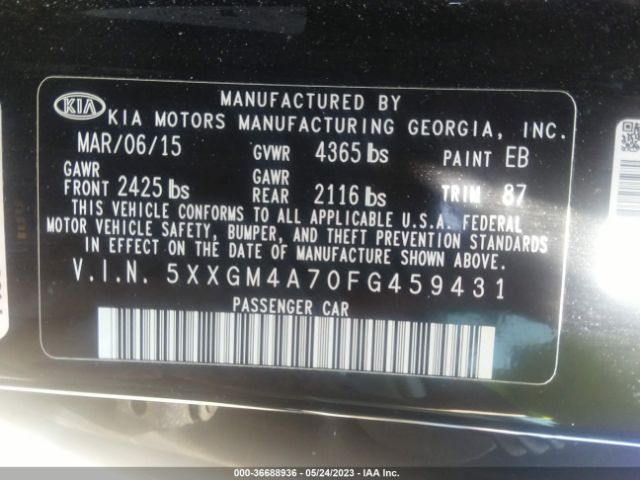 MANUFACTURED BY
KIA KIA MOTORS MANUFACTURING GEORGIA, INC.
MAR/06/15 GVWR 4365 lbs PAINT EB
GAWR FRONT 2425 lbs GAWR REAR 2116 lbs TRIM 87
THIS VEHICLE CONFORMS TO ALL APPLICABLE U.S.A. FEDERAL
MOTOR VEHICLE SAFETY, BUMPER, AND THEFT PREVENTION STANDARDS
IN EFFECT ON THE DATE OF MANUFACTURE SHOWN ABOVE.
V.I.N. 5XXGM4A70FG459431
PASSENGER CAR
000-36688936 - 05/24/2023 - IAA Inc.